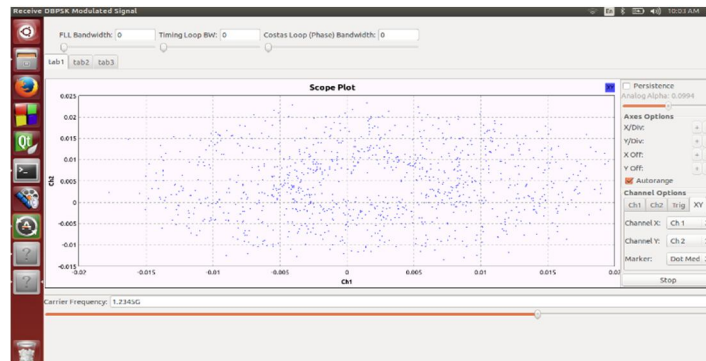 Receive DBPSK Modulated Signal
En
10:03 AM
FLL Bandwidth: 0
Timing Loop BW: 0
Costas Loop (Phase) Bandwidth: 0
tab1 tab2 tab3
Scope Plot
XY
Persistence
Analog Alpha: 0.0994
Axes Options
X/Div:
Y/Div:
X Off:
Y Off:
Autorange
Channel Options
Ch1 Ch2 Trig XY
Channel X: Ch 1
Channel Y: Ch 2
Marker: Dot Med
Stop
0.025
0.02
0.015
0.01
0.005
0
-0.005
-0.01
-0.015
Ch2
-0.02 -0.015 -0.01 -0.005 0 0.005 0.01 0.015
Ch1
Carrier Frequency: 1.2345G
Qt